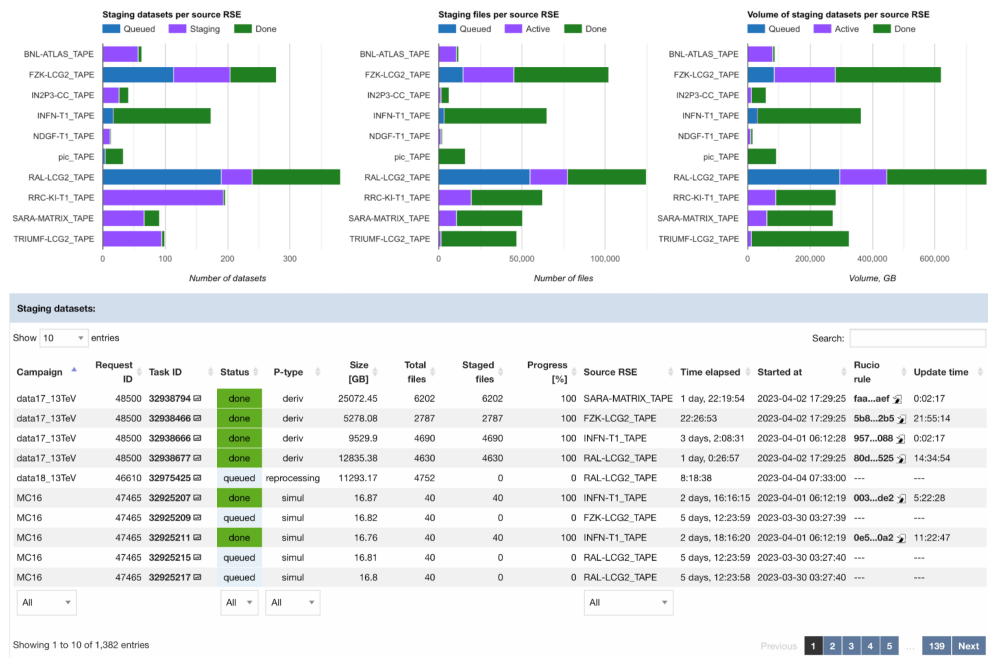 Staging datasets per source RSE
Queued Staging Done
BNL-ATLAS_TAPE
FZK-LCG2_TAPE
IN2P3-CC_TAPE
INFN-T1_TAPE
NDGF-T1_TAPE
pic_TAPE
RAL-LCG2_TAPE
RRC-KI-T1_TAPE
SARA-MATRIX_TAPE
TRIUMF-LCG2_TAPE
0 100 200 300
Number of datasets
Staging files per source RSE
Queued Active Done
BNL-ATLAS_TAPE
FZK-LCG2_TAPE
IN2P3-CC_TAPE
INFN-T1_TAPE
NDGF-T1_TAPE
pic_TAPE
RAL-LCG2_TAPE
RRC-KI-T1_TAPE
SARA-MATRIX_TAPE
TRIUMF-LCG2_TAPE
0 50,000 100,000
Number of files
Volume of staging datasets per source RSE
Queued Active Done
BNL-ATLAS_TAPE
FZK-LCG2_TAPE
IN2P3-CC_TAPE
INFN-T1_TAPE
NDGF-T1_TAPE
pic_TAPE
RAL-LCG2_TAPE
RRC-KI-T1_TAPE
SARA-MATRIX_TAPE
TRIUMF-LCG2_TAPE
0 200,000 400,000 600,000
Volume, GB
Staging datasets:
Show 10 entries Search:
Campaign Request ID Task ID Status P-type Size [GB] Total files Staged files Progress [%] Source RSE Time elapsed Started at Rucio rule Update time
data17_13TeV 48500 32938794 done deriv 25072.45 6202 6202 100 SARA-MATRIX_TAPE 1 day, 22:19:54 2023-04-02 17:29:25 faa...aef 0:02:17
data17_13TeV 48500 32938466 done deriv 5278.08 2787 2787 100 FZK-LCG2_TAPE 22:26:53 2023-04-02 17:29:25 5b8...2b5 21:55:14
data17_13TeV 48500 32938666 done deriv 9529.9 4690 4690 100 INFN-T1_TAPE 3 days, 2:08:31 2023-04-01 06:12:28 957...088 0:02:17
data17_13TeV 48500 32938677 done deriv 12835.38 4630 4630 100 RAL-LCG2_TAPE 1 day, 0:26:57 2023-04-02 17:29:25 80d...525 14:34:54
data18_13TeV 46610 32975425 queued reprocessing 11293.17 4752 0 0 RAL-LCG2_TAPE 8:18:38 2023-04-04 07:33:00 --- ---
MC16 47465 32925207 done simul 16.87 40 40 100 INFN-T1_TAPE 2 days, 16:16:15 2023-04-01 06:12:19 003...de2 5:22:28
MC16 47465 32925209 queued simul 16.82 40 0 0 FZK-LCG2_TAPE 5 days, 12:23:59 2023-03-30 03:27:39 --- ---
MC16 47465 32925211 done simul 16.76 40 40 100 INFN-T1_TAPE 2 days, 18:16:20 2023-04-01 06:12:19 0e5...0a2 11:22:47
MC16 47465 32925215 queued simul 16.81 40 0 0 RAL-LCG2_TAPE 5 days, 12:23:59 2023-03-30 03:27:40 --- ---
MC16 47465 32925217 queued simul 16.8 40 0 0 RAL-LCG2_TAPE 5 days, 12:23:58 2023-03-30 03:27:40 --- ---
All All All All
Showing 1 to 10 of 1,382 entries Previous 1 2 3 4 5 ... 139 Next